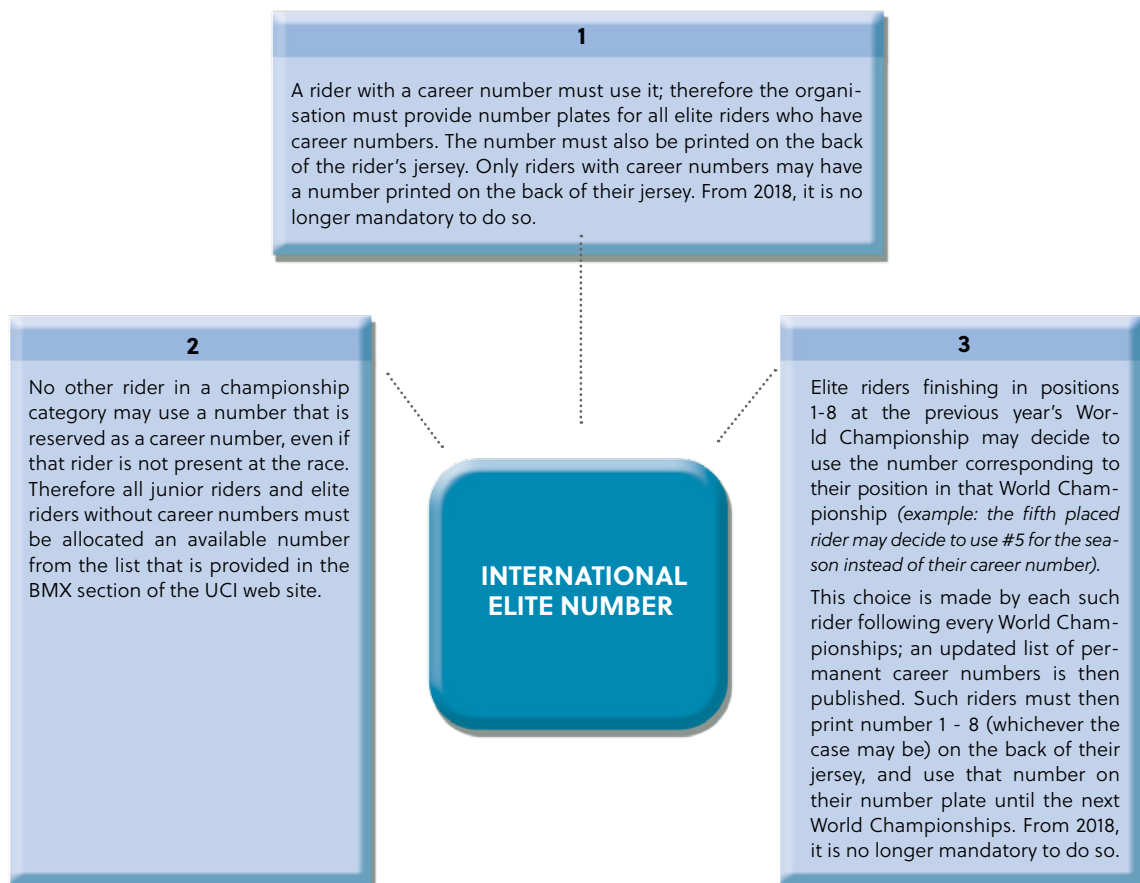 1
A rider with a career number must use it; therefore the organi-
sation must provide number plates for all elite riders who have
career numbers. The number must also be printed on the back
of the rider's jersey. Only riders with career numbers may have
a number printed on the back of their jersey. From 2018, it is no
longer mandatory to do so.
2
No other rider in a championship
category may use a number that is
reserved as a career number, even if
that rider is not present at the race.
Therefore all junior riders and elite
riders without career numbers must
be allocated an available number
from the list that is provided in the
BMX section of the UCI web site.
INTERNATIONAL
ELITE NUMBER
3
Elite riders finishing in positions
1-8 at the previous year's Wor-
ld Championship may decide to
use the number corresponding to
their position in that World Cham-
pionship (example: the fifth placed
rider may decide to use #5 for the sea-
son instead of their career number).
This choice is made by each such
rider following every World Cham-
pionships; an updated list of per-
manent career numbers is then
published. Such riders must then
print number 1 - 8 (whichever the
case may be) on the back of their
jersey, and use that number on
their number plate until the next
World Championships. From 2018,
it is no longer mandatory to do so.